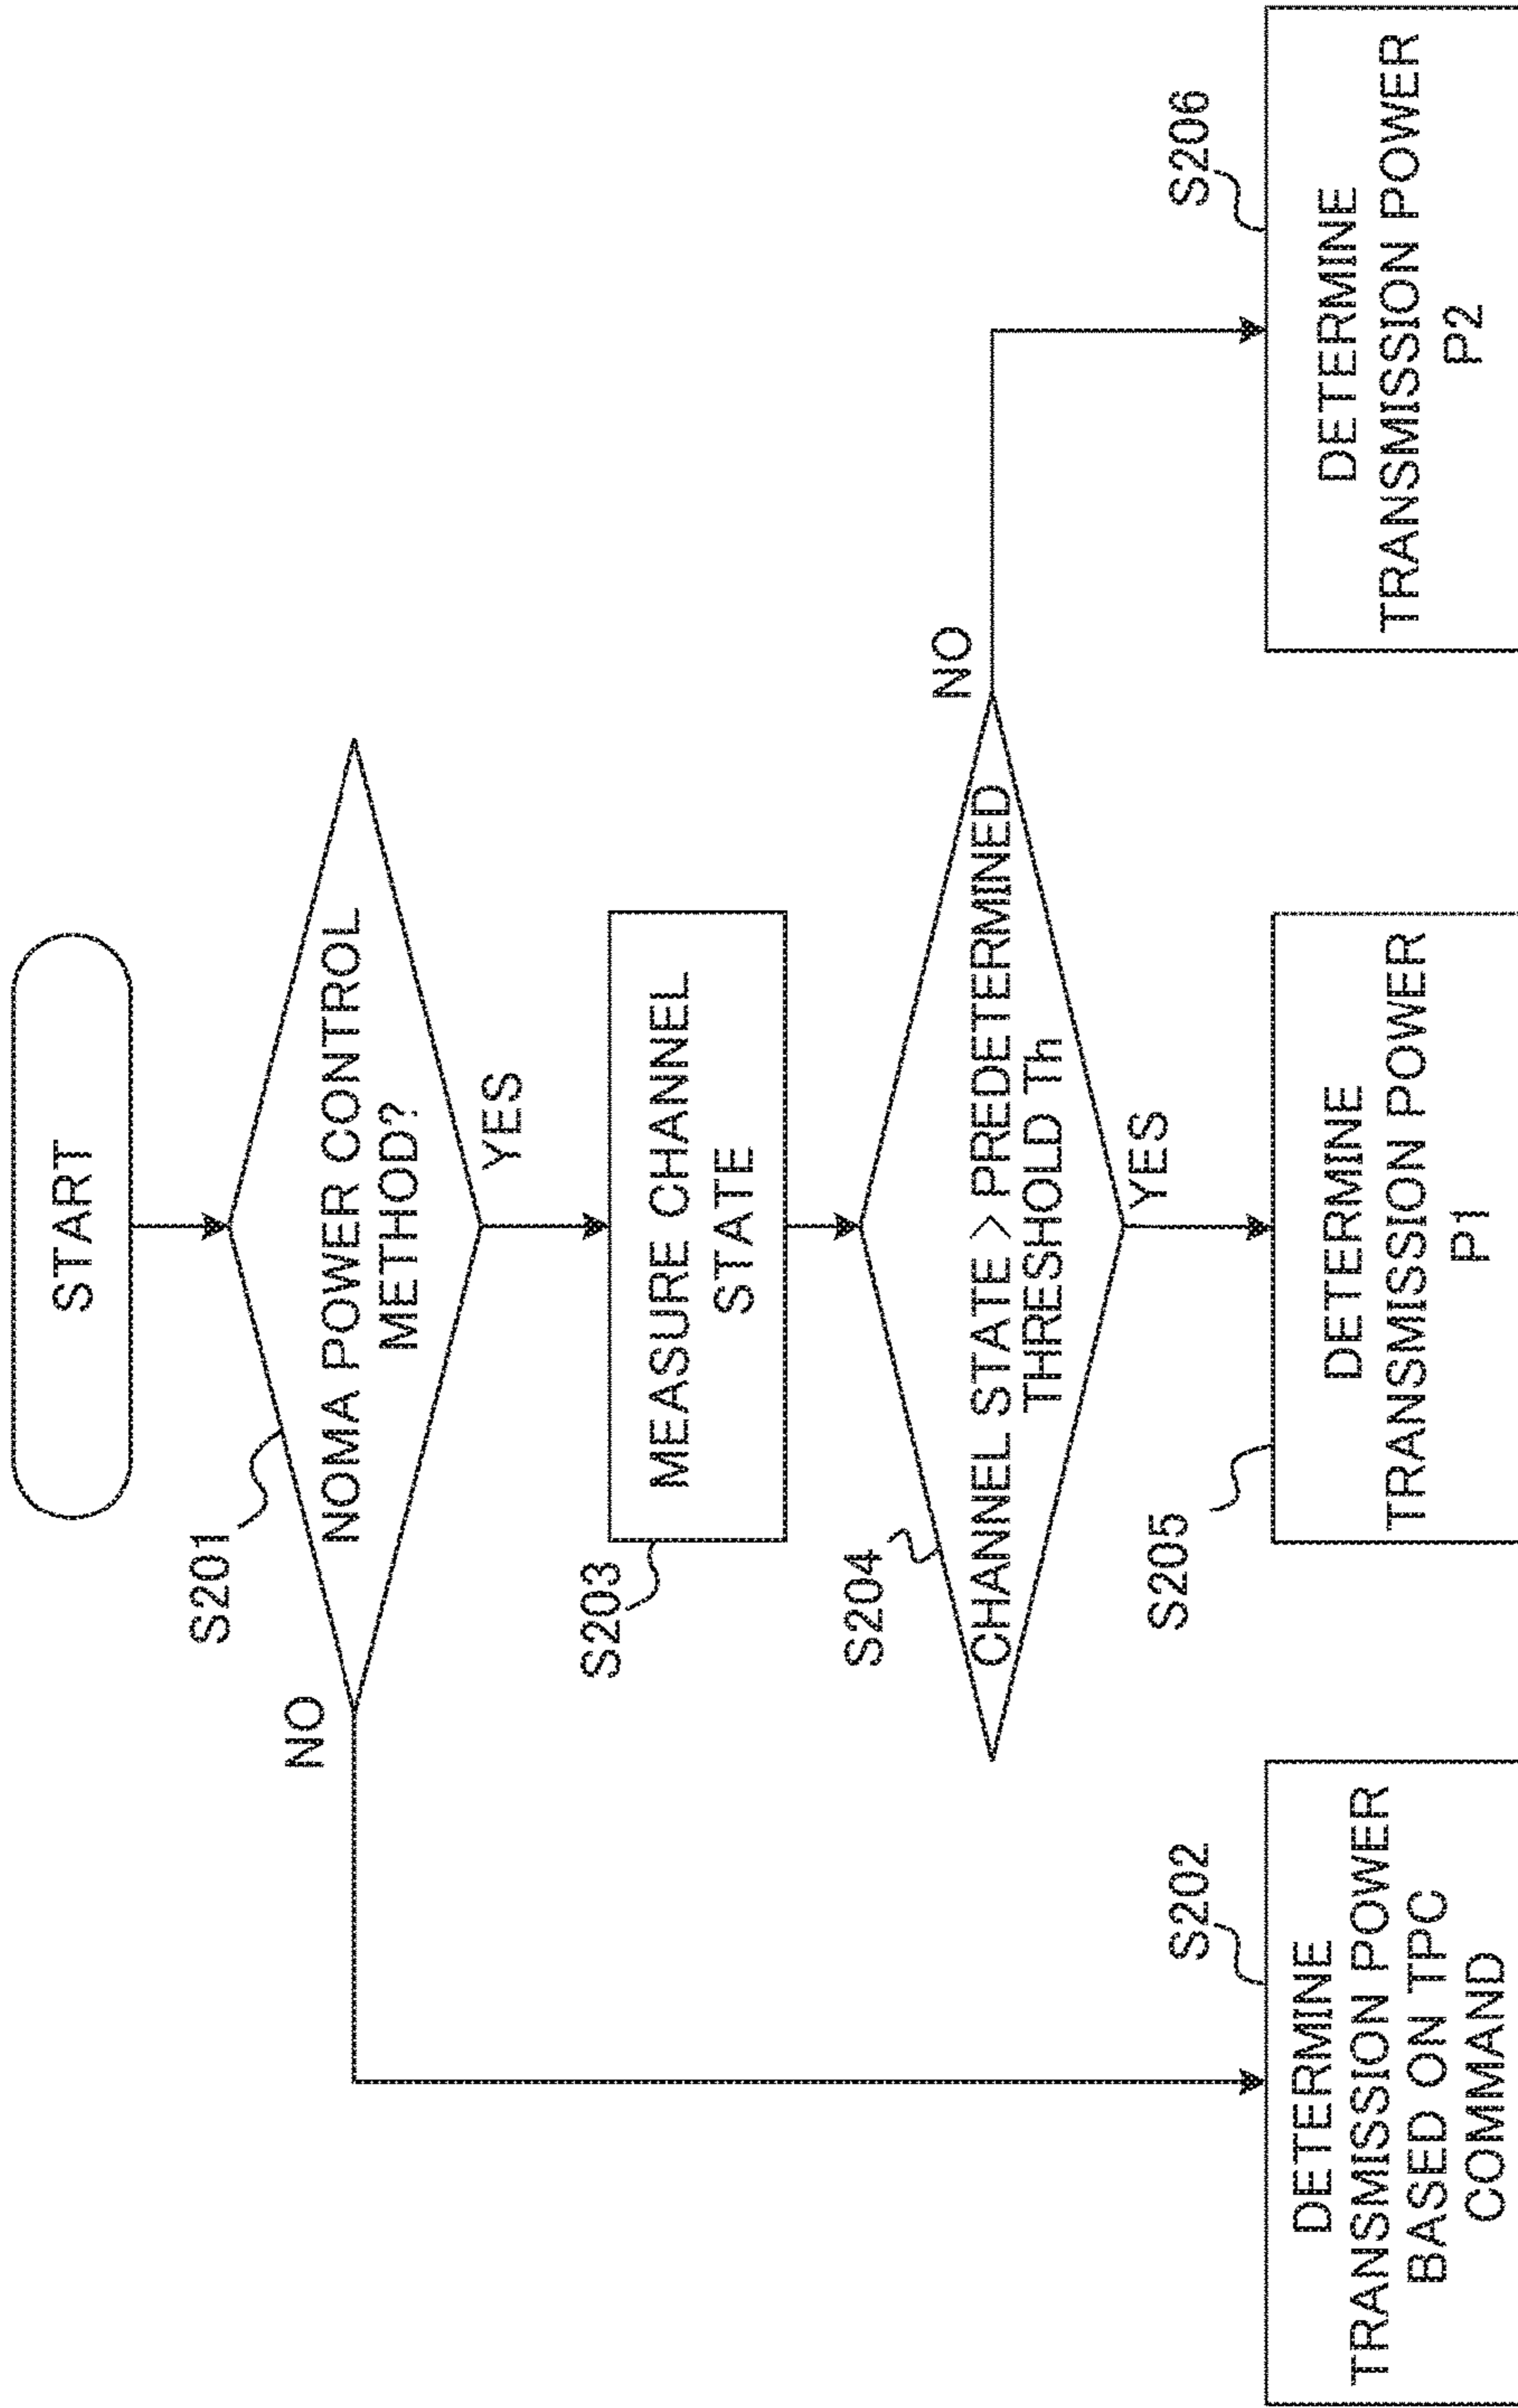 START
S201
NOMA POWER CONTROL
METHOD?
NO
YES
S203
MEASURE CHANNEL
STATE
S204
CHANNEL STATE > PREDETERMINED
THRESHOLD Th
NO
YES
S202
DETERMINE
TRANSMISSION POWER
BASED ON TPC
COMMAND
S205
DETERMINE
TRANSMISSION POWER
P1
S206
DETERMINE
TRANSMISSION POWER
P2